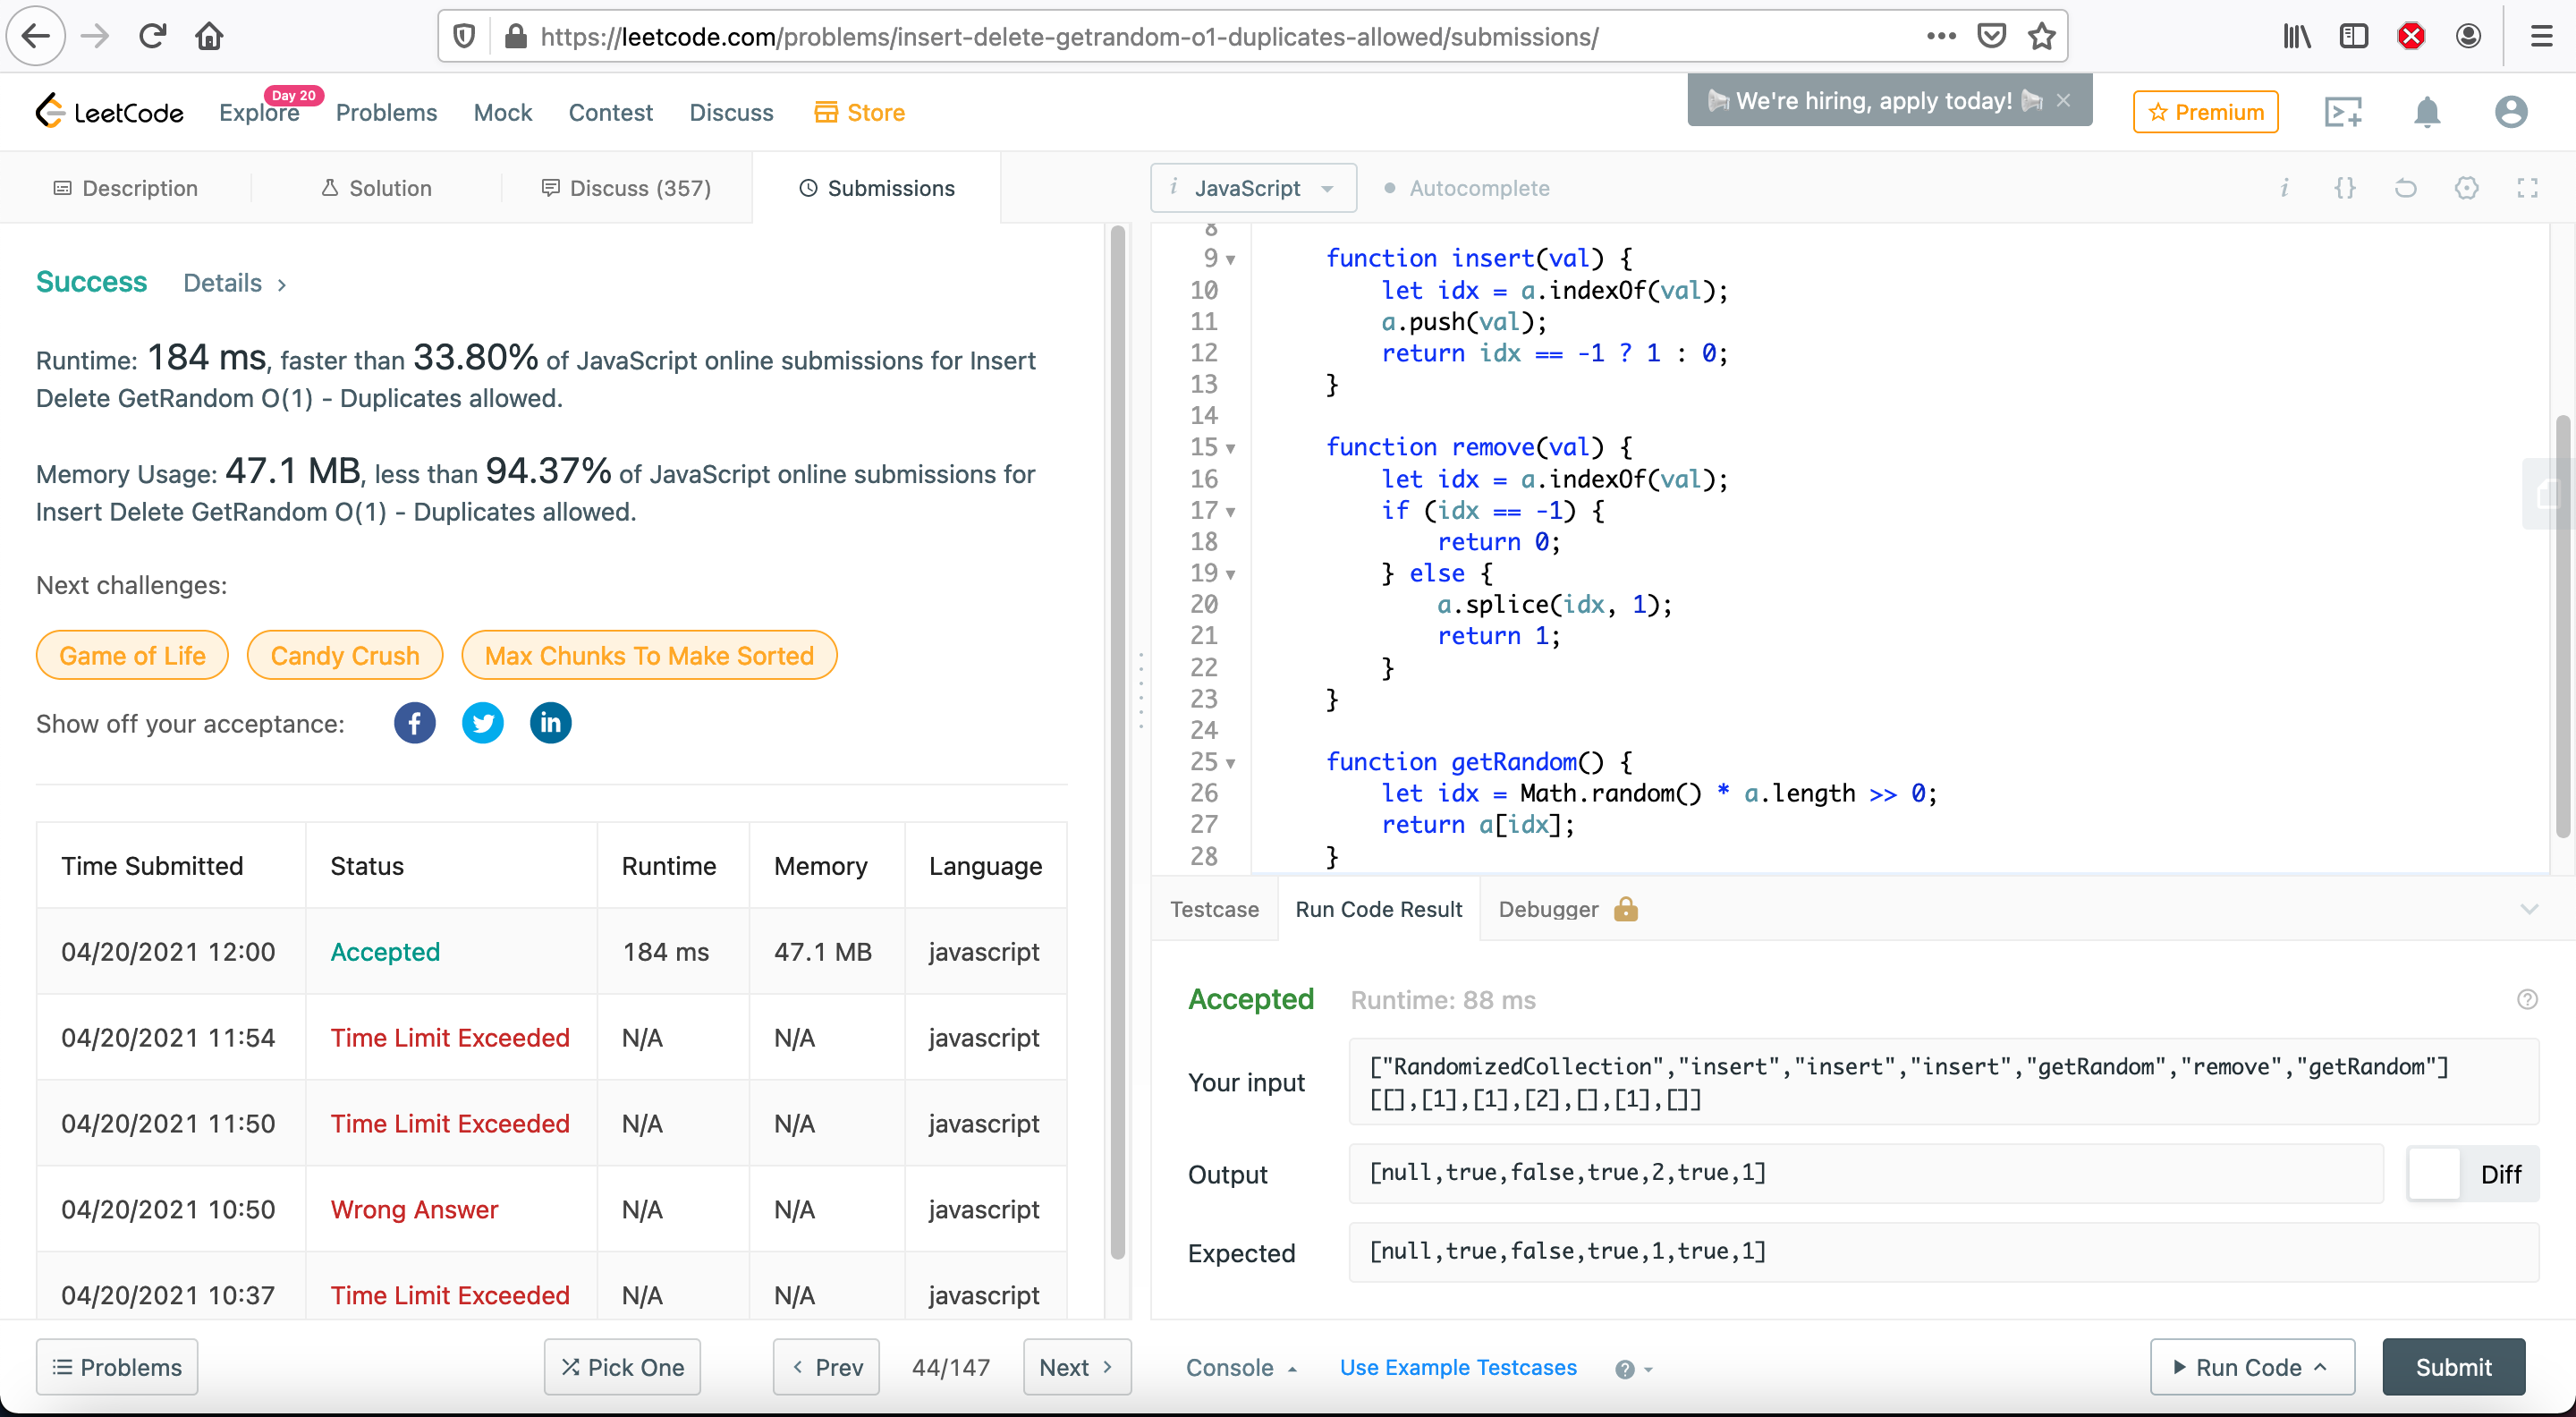 https://leetcode.com/problems/insert-delete-getrandom-o1-duplicates-allowed/submissions/
LeetCode
Explore
Day 20
Problems
Mock
Contest
Discuss
Store
We're hiring, apply today!
Premium
Description
Solution
Discuss (357)
Submissions
Success
Details
Runtime: 184 ms, faster than 33.80% of JavaScript online submissions for Insert
Delete GetRandom O(1) - Duplicates allowed.
Memory Usage: 47.1 MB, less than 94.37% of JavaScript online submissions for
Insert Delete GetRandom O(1) - Duplicates allowed.
Next challenges:
Game of Life
Candy Crush
Max Chunks To Make Sorted
Show off your acceptance:
Time Submitted Status Runtime Memory Language
04/20/2021 12:00 Accepted 184 ms 47.1 MB javascript
04/20/2021 11:54 Time Limit Exceeded N/A N/A javascript
04/20/2021 11:50 Time Limit Exceeded N/A N/A javascript
04/20/2021 10:50 Wrong Answer N/A N/A javascript
04/20/2021 10:37 Time Limit Exceeded N/A N/A javascript
Problems
Pick One
Prev
44/147
Next
i JavaScript
Autocomplete
i {}
8
9 function insert(val) {
10 let idx = a.indexOf(val);
11 a.push(val);
12 return idx == -1 ? 1 : 0;
13 }
14
15 function remove(val) {
16 let idx = a.indexOf(val);
17 if (idx == -1) {
18 return 0;
19 } else {
20 a.splice(idx, 1);
21 return 1;
22 }
23 }
24
25 function getRandom() {
26 let idx = Math.random() * a.length >> 0;
27 return a[idx];
28 }
Testcase
Run Code Result
Debugger
Accepted
Runtime: 88 ms
Your input
["RandomizedCollection","insert","insert","insert","getRandom","remove","getRandom"]
[[],[1],[1],[2],[],[1],[]]
Output
[null,true,false,true,2,true,1]
Diff
Expected
[null,true,false,true,1,true,1]
Console
Use Example Testcases
Run Code
Submit